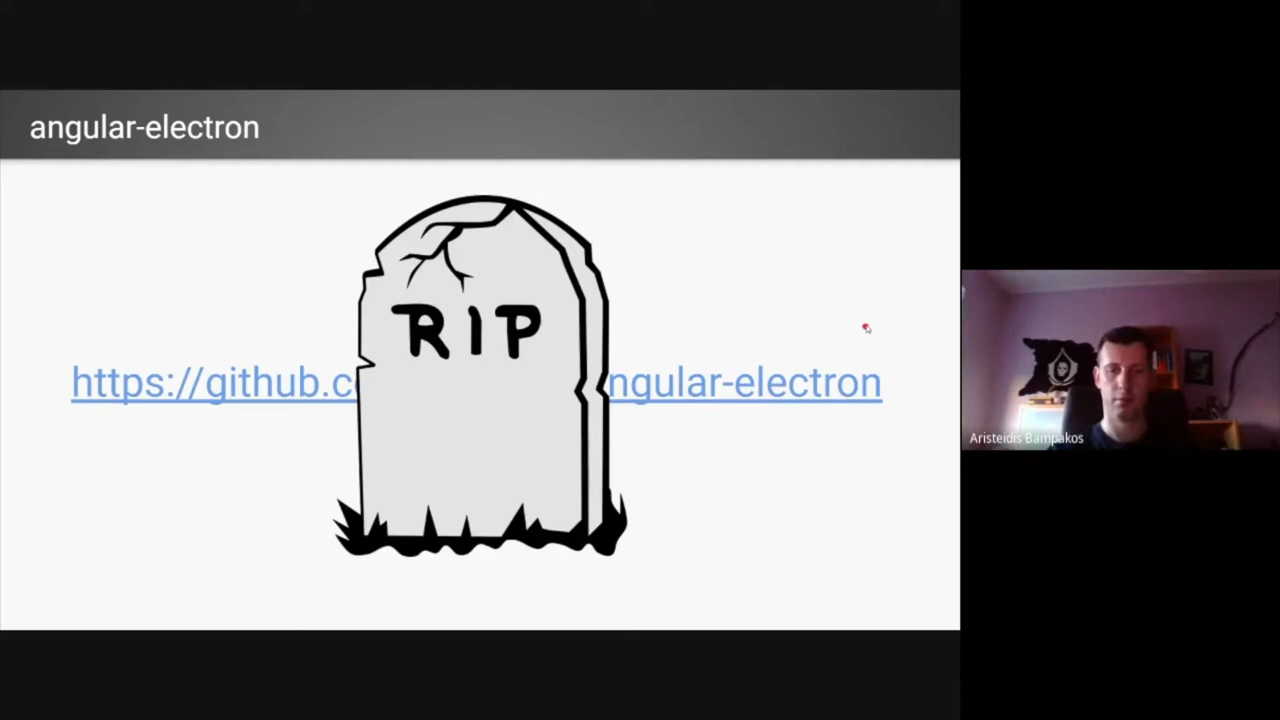 angular-electron
RIP
https://github.c
ngular-electron
Aristeidis Bampakos